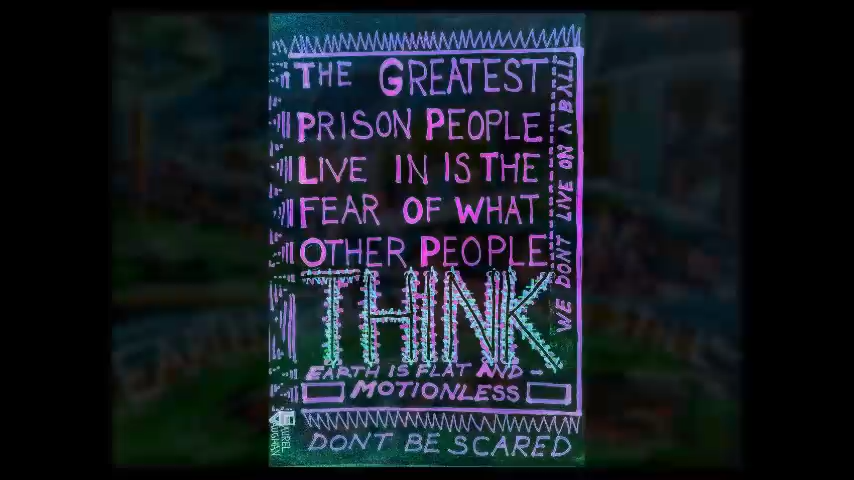 THE GREATEST
PRISON PEOPLE
LIVE IN IS THE
FEAR OF WHAT
OTHER PEOPLE
THINK
EARTH IS FLAT AND -
MOTIONLESS
DONT BE SCARED
WE DONT LIVE ON A BALL
LAUREL